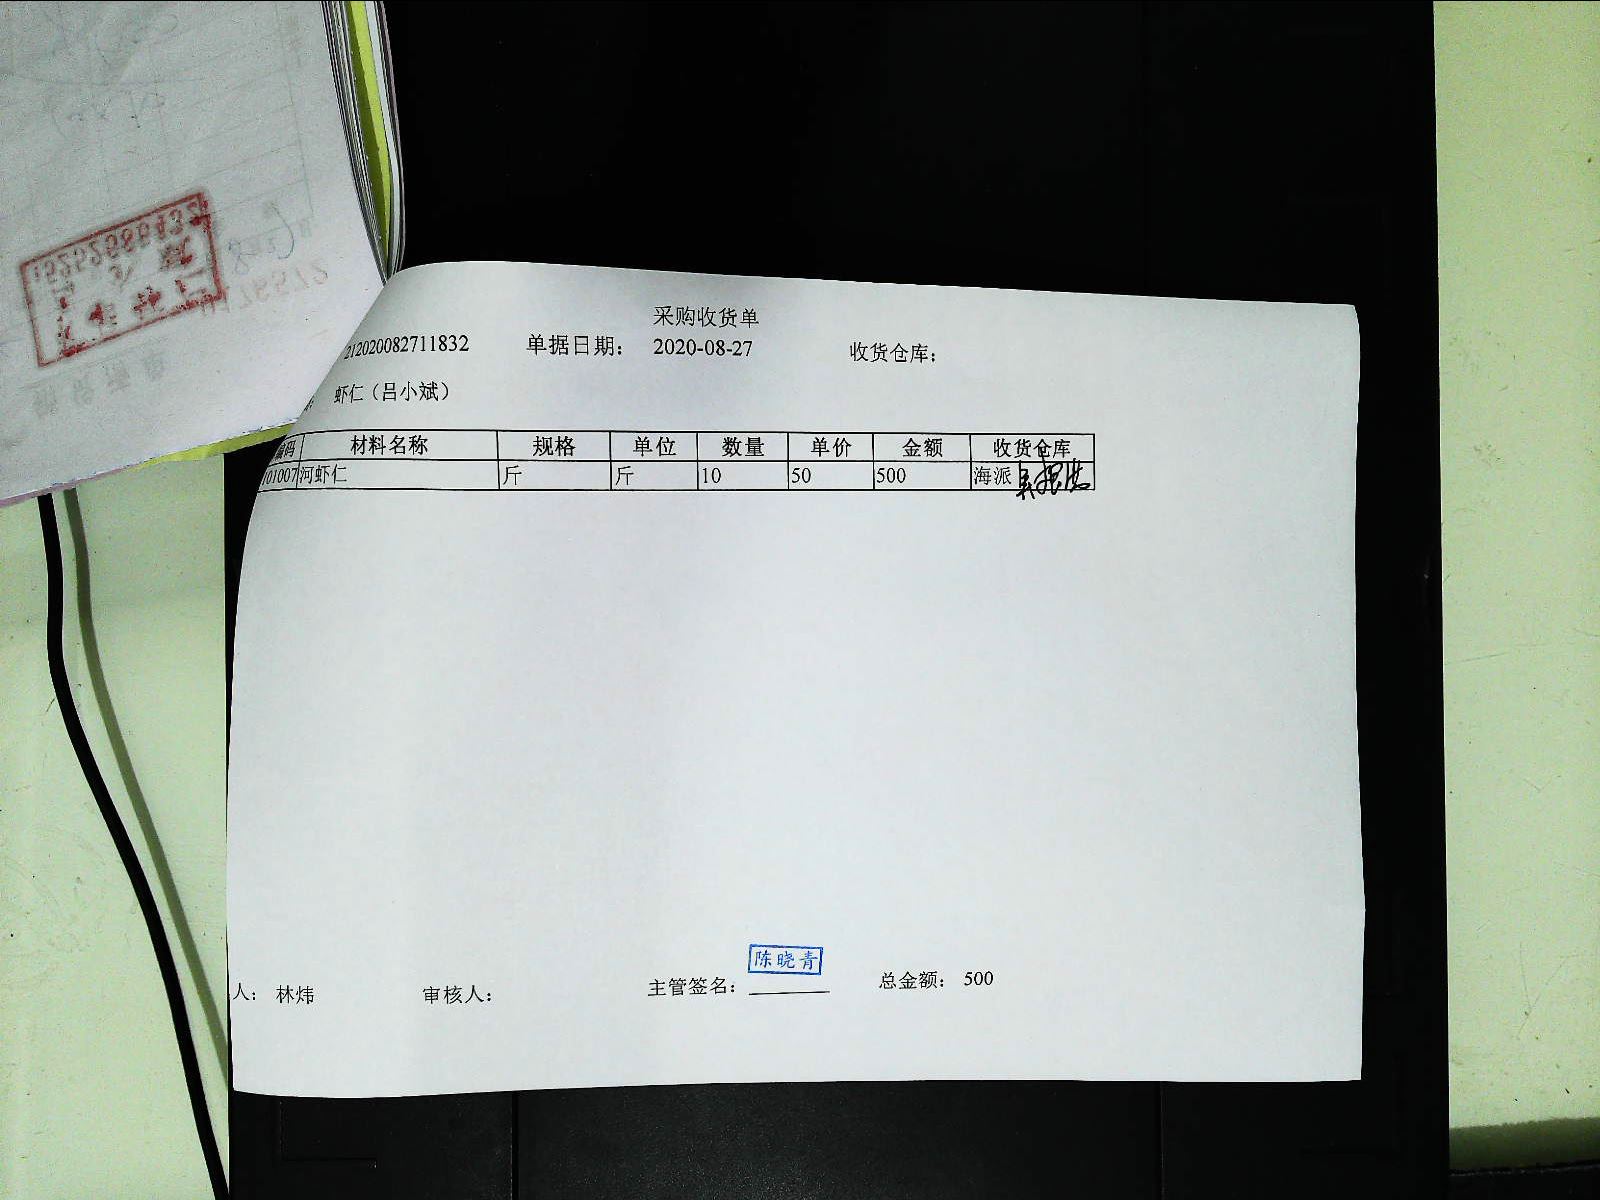 采购收货单
212020082711832 单据日期： 2020-08-27 收货仓库：
虾仁（吕小斌）
编码 材料名称 规格 单位 数量 单价 金额 收货仓库
01007 河虾仁 斤 斤 10 50 500 海派
陈晓青
人： 林炜 审核人： 主管签名： 总金额： 500